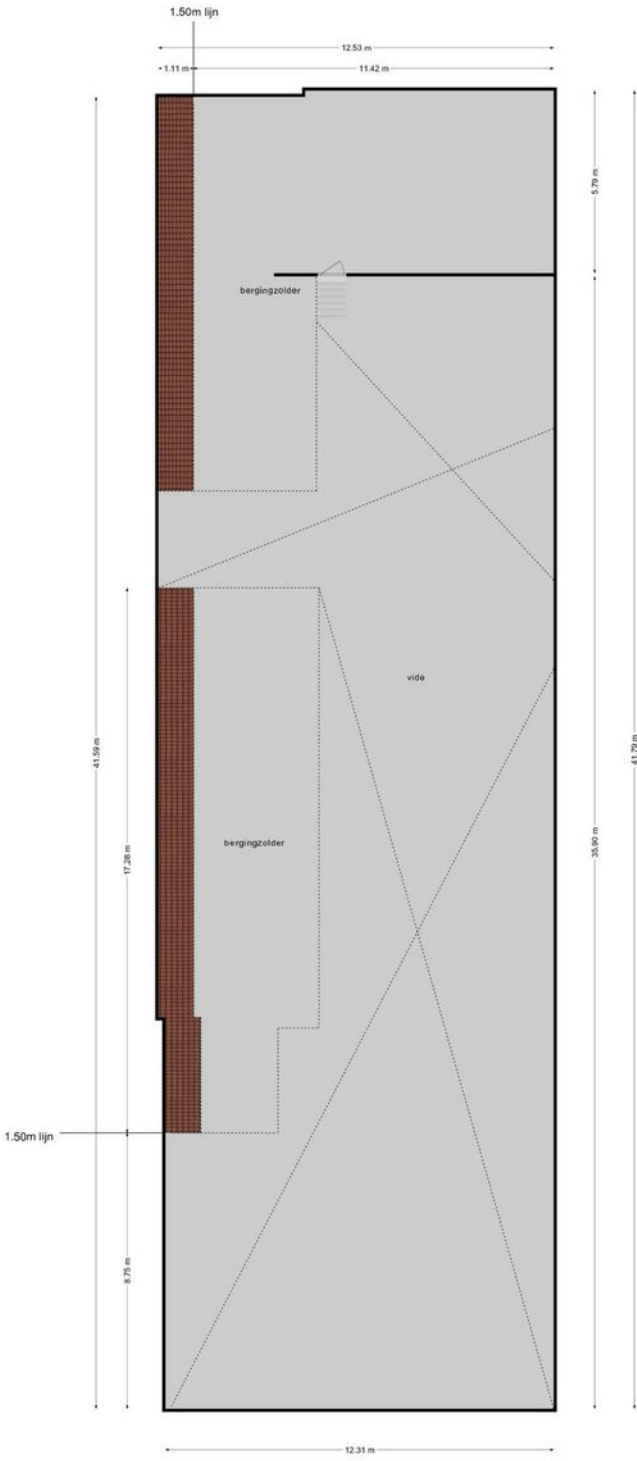 1.50m lijn
12.53 m
1.11 m
11.42 m
5.79 m
bergingzolder
vide
41.59 m
41.79 m
17.28 m
35.90 m
bergingzolder
1.50m lijn
8.75 m
12.31 m